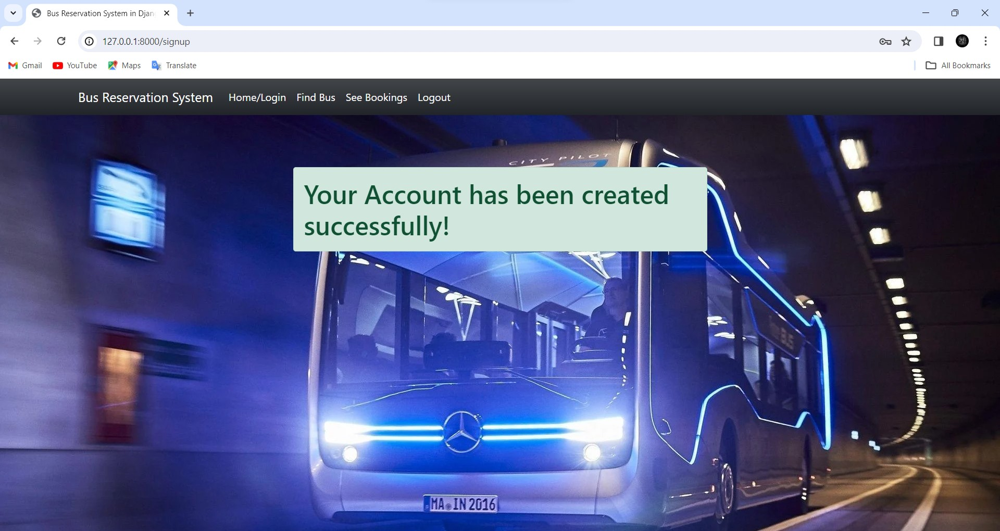 Bus Reservation System in Djan
127.0.0.1:8000/signup
Gmail YouTube Maps Translate All Bookmarks
Bus Reservation System Home/Login Find Bus See Bookings Logout
CITY PILOT
Your Account has been created
successfully!
BUS
MA IN 2016